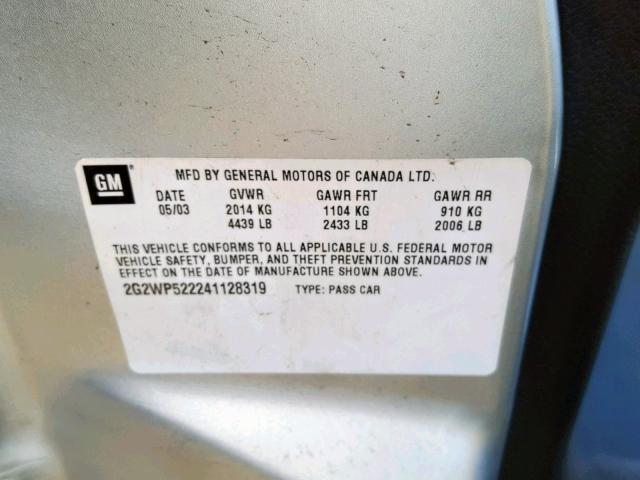 GM
MFD BY GENERAL MOTORS OF CANADA LTD.
DATE GVWR GAWR FRT GAWR RR
05/03 2014 KG 1104 KG 910 KG
4439 LB 2433 LB 2006 LB
THIS VEHICLE CONFORMS TO ALL APPLICABLE U.S. FEDERAL MOTOR
VEHICLE SAFETY, BUMPER, AND THEFT PREVENTION STANDARDS IN
EFFECT ON THE DATE OF MANUFACTURE SHOWN ABOVE.
2G2WP522241128319 TYPE: PASS CAR